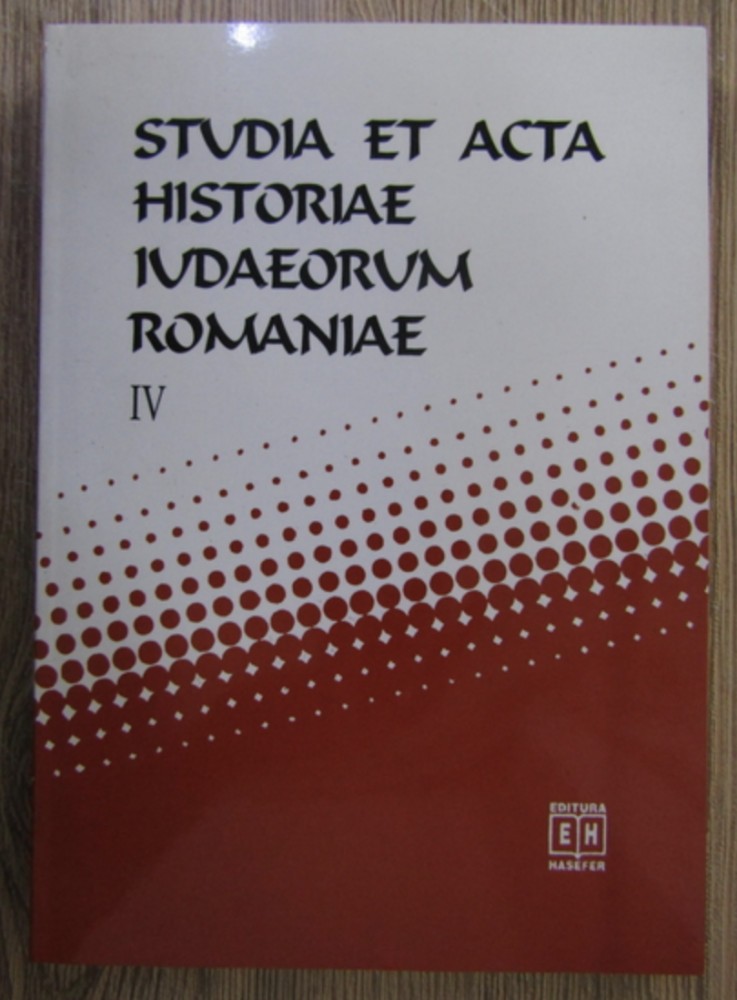 STUDIA ET ACTA
HISTORIAE
IUDAEORUM
ROMANIAE
IV
EDITURA
EH
HASEFER